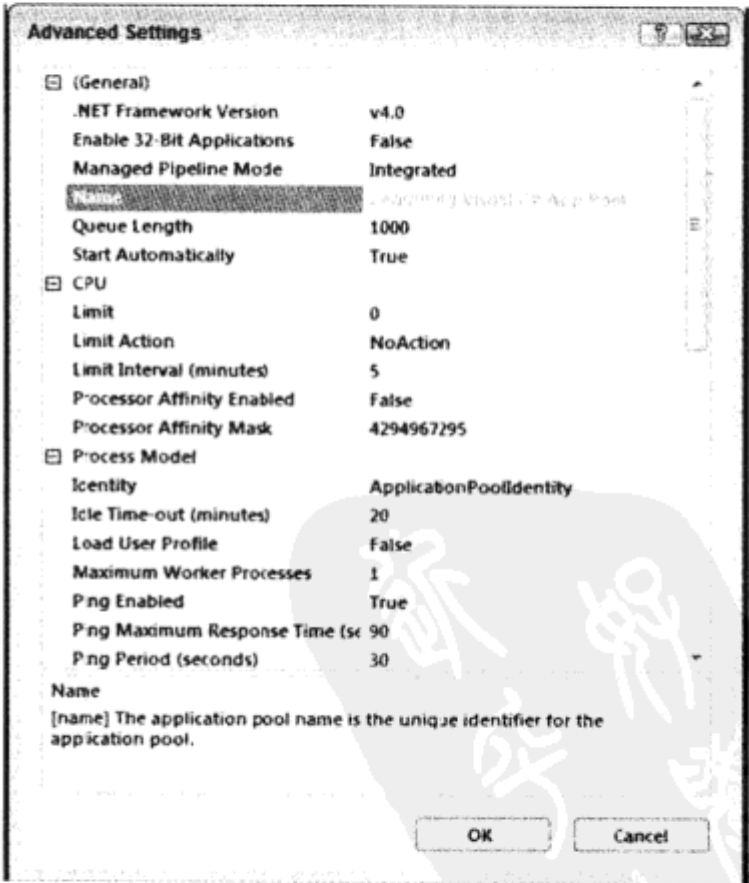 Advanced Settings
(General)
.NET Framework Version v4.0
Enable 32-Bit Applications False
Managed Pipeline Mode Integrated
Name Learning Visual C# App Pool
Queue Length 1000
Start Automatically True
CPU
Limit 0
Limit Action NoAction
Limit Interval (minutes) 5
Processor Affinity Enabled False
Processor Affinity Mask 4294967295
Process Model
Identity ApplicationPoolIdentity
Idle Time-out (minutes) 20
Load User Profile False
Maximum Worker Processes 1
Ping Enabled True
Ping Maximum Response Time (se 90
Ping Period (seconds) 30
Name
[name] The application pool name is the unique identifier for the
application pool.
OK Cancel